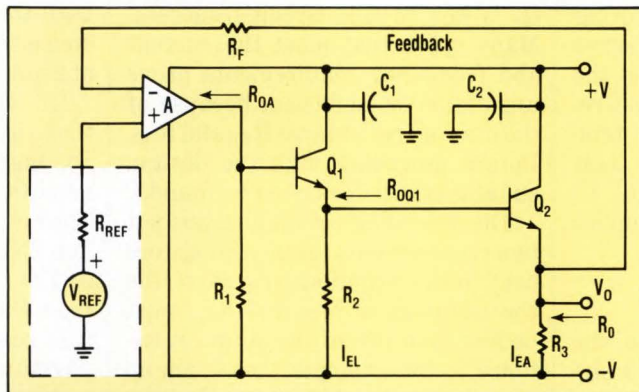 R_F
Feedback
C_1
C_2
+V
−
+
A
R_OA
Q_1
R_OQ1
Q_2
R_REF
+
V_REF
R_1
R_2
I_EL
I_EA
V_O
R_O
R_3
−V